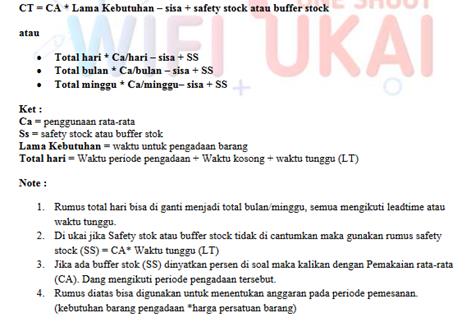 ONE SHOOT
WIFI UKAI
CT = CA * Lama Kebutuhan – sisa + safety stock atau buffer stock
atau
• Total hari * Ca/hari – sisa + SS
• Total bulan * Ca/bulan – sisa + SS
• Total minggu * Ca/minggu– sisa + SS
Ket :
Ca = penggunaan rata-rata
Ss = safety stock atau buffer stok
Lama Kebutuhan = waktu untuk pengadaan barang
Total hari = Waktu periode pengadaan + Waktu kosong + waktu tunggu (LT)
Note :
1. Rumus total hari bisa di ganti menjadi total bulan/minggu, semua mengikuti leadtime atau
waktu tunggu.
2. Di ukai jika Safety stok atau buffer stock tidak di cantumkan maka gunakan rumus safety
stock (SS) = CA* Waktu tunggu (LT)
3. Jika ada buffer stok (SS) dinyatkan persen di soal maka kalikan dengan Pemakaian rata-rata
(CA). Dang mengikuti periode pengadaan tersebut.
4. Rumus diatas bisa digunakan untuk menentukan anggaran pada periode pemesanan.
(kebutuhan barang pengadaan *harga persatuan barang)